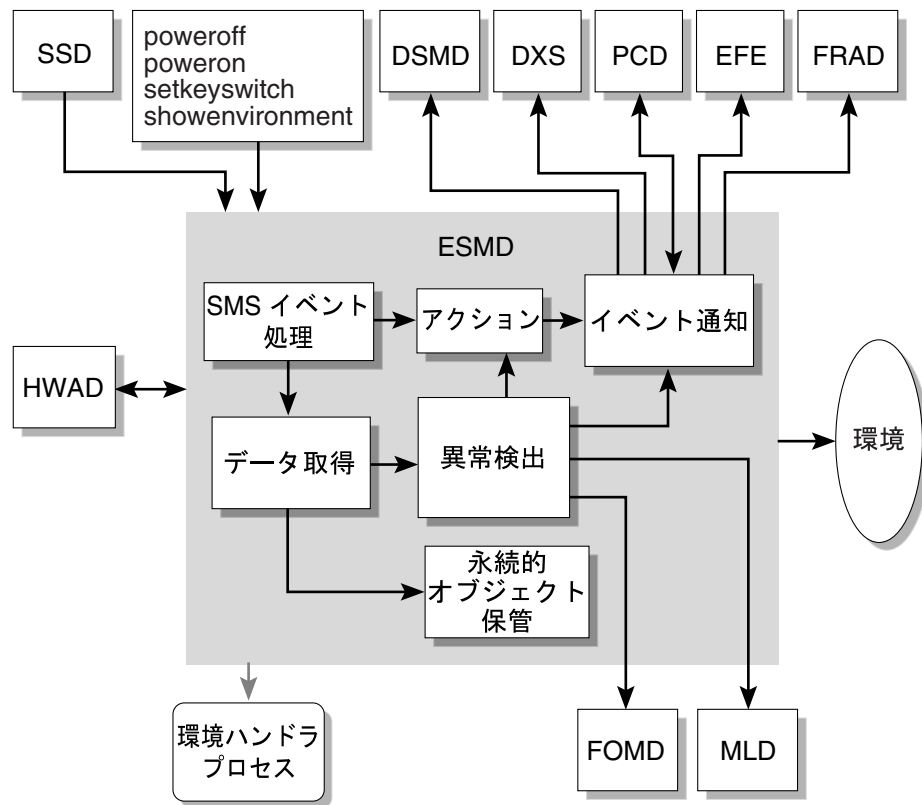 SSD
poweroff
poweron
setkeyswitch
showenvironment
DSMD
DXS
PCD
EFE
FRAD
ESMD
SMS イベント
処理
アクション
イベント通知
HWAD
データ取得
異常検出
環境
永続的
オブジェクト
保管
環境ハンドラ
プロセス
FOMD
MLD